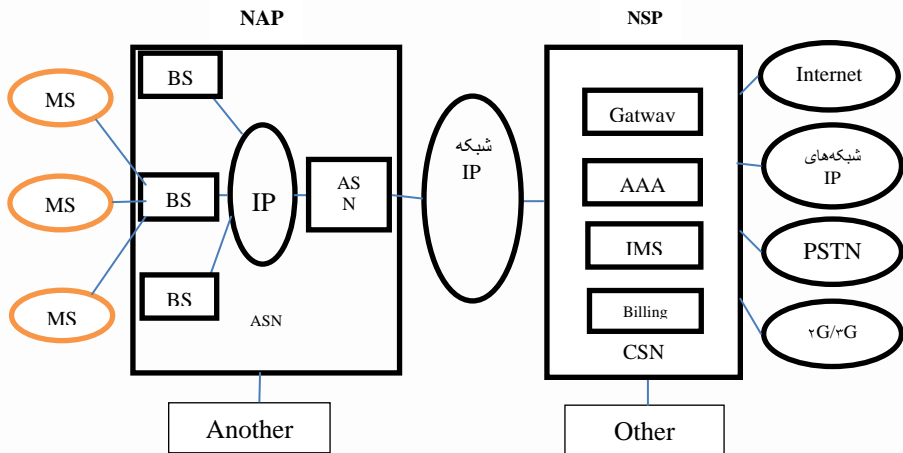 NAP
NSP
BS
MS
Internet
Gatway
شبکه
IP
شبکه‌های
IP
AS
N
AAA
BS
IP
MS
IMS
PSTN
BS
MS
ASN
Billing
۲G/۳G
CSN
Another
Other